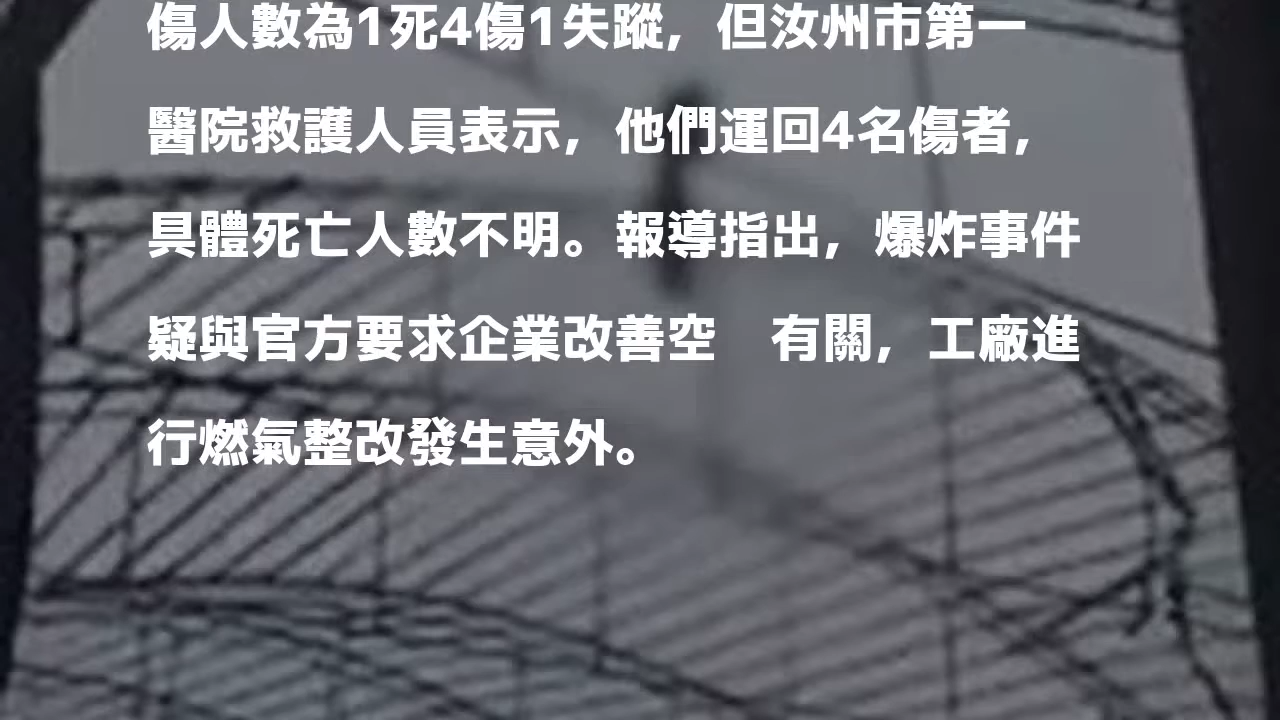 傷人數為1死4傷1失蹤，但汝州市第一
醫院救護人員表示，他們運回4名傷者，
具體死亡人數不明。報導指出，爆炸事件
疑與官方要求企業改善空　有關，工廠進
行燃氣整改發生意外。